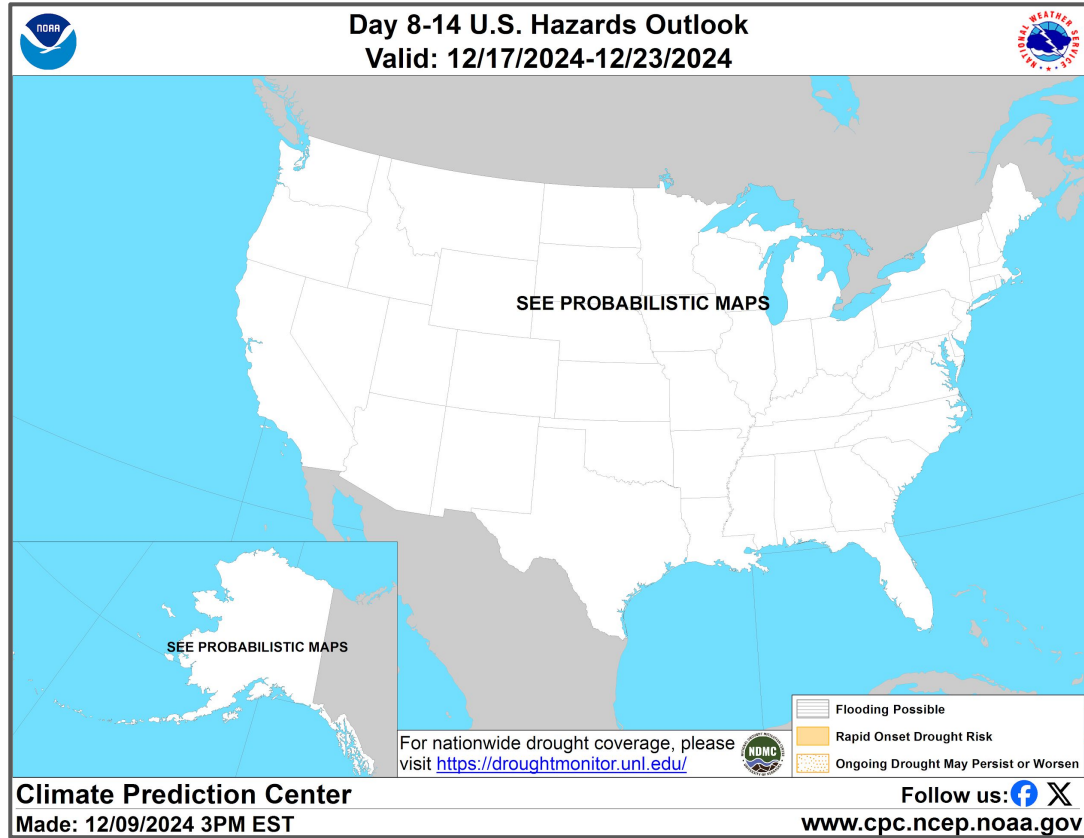 NOAA
Day 8-14 U.S. Hazards Outlook
Valid: 12/17/2024-12/23/2024
NATIONAL WEATHER SERVICE
SEE PROBABILISTIC MAPS
SEE PROBABILISTIC MAPS
For nationwide drought coverage, please
visit https://droughtmonitor.unl.edu/
NDMC
Flooding Possible
Rapid Onset Drought Risk
Ongoing Drought May Persist or Worsen
Climate Prediction Center
Follow us:
Made: 12/09/2024 3PM EST
www.cpc.ncep.noaa.gov